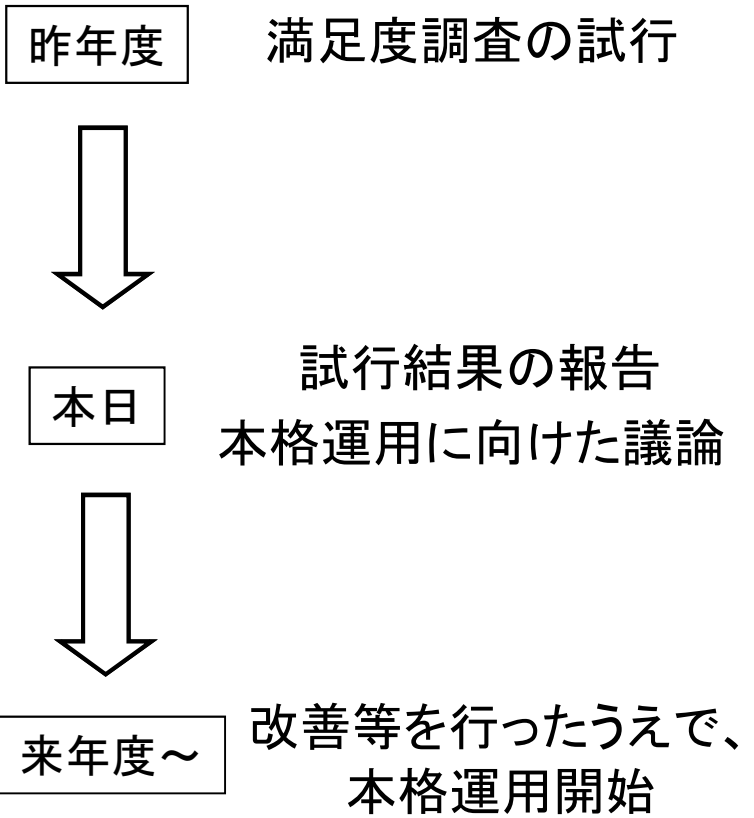 昨年度
満足度調査の試行
本日
試行結果の報告
本格運用に向けた議論
来年度～
改善等を行ったうえで、
本格運用開始